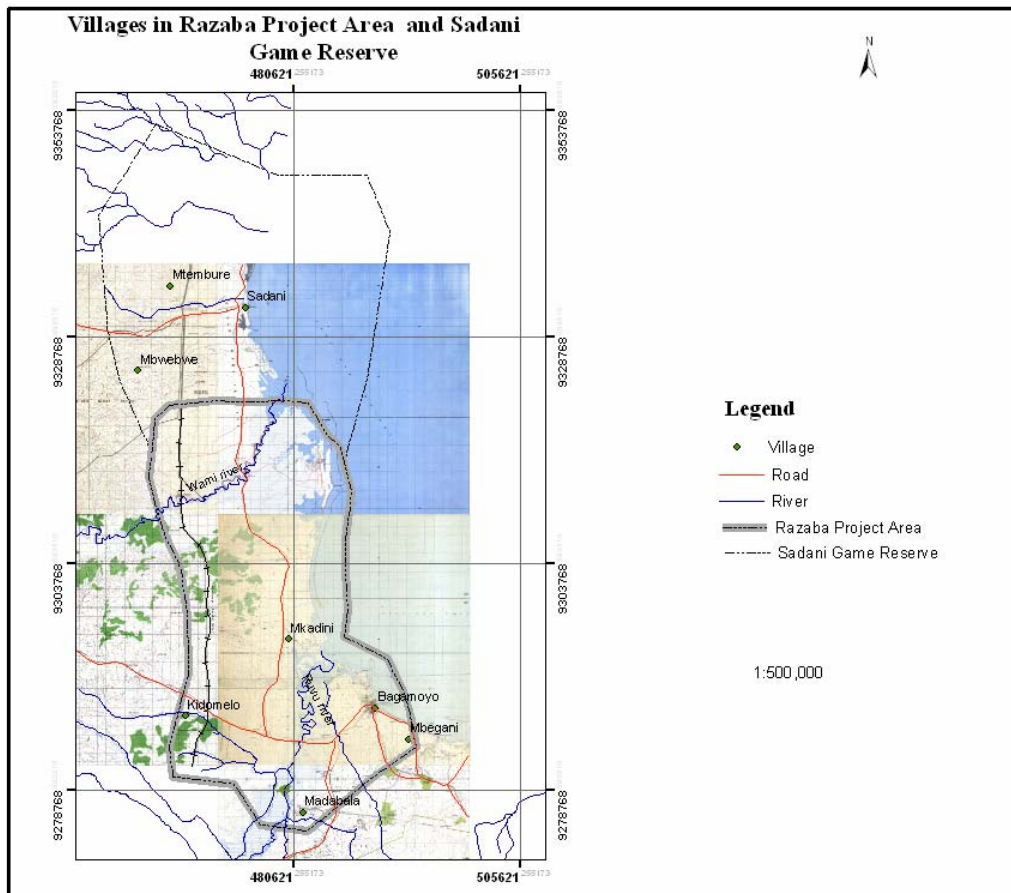 Villages in Razaba Project Area and Sadani
Game Reserve
N
480621
505621
9353768
9353768
Mtembure
Sadani
9328768
9328768
Mbwebwe
Legend
Village
Road
Wami river
River
Razaba Project Area
Sadani Game Reserve
9303768
9303768
Mkadini
1:500,000
Ruvu river
Bagamoyo
Kidomelo
Mbegani
9278768
9278768
Madabala
480621
505621